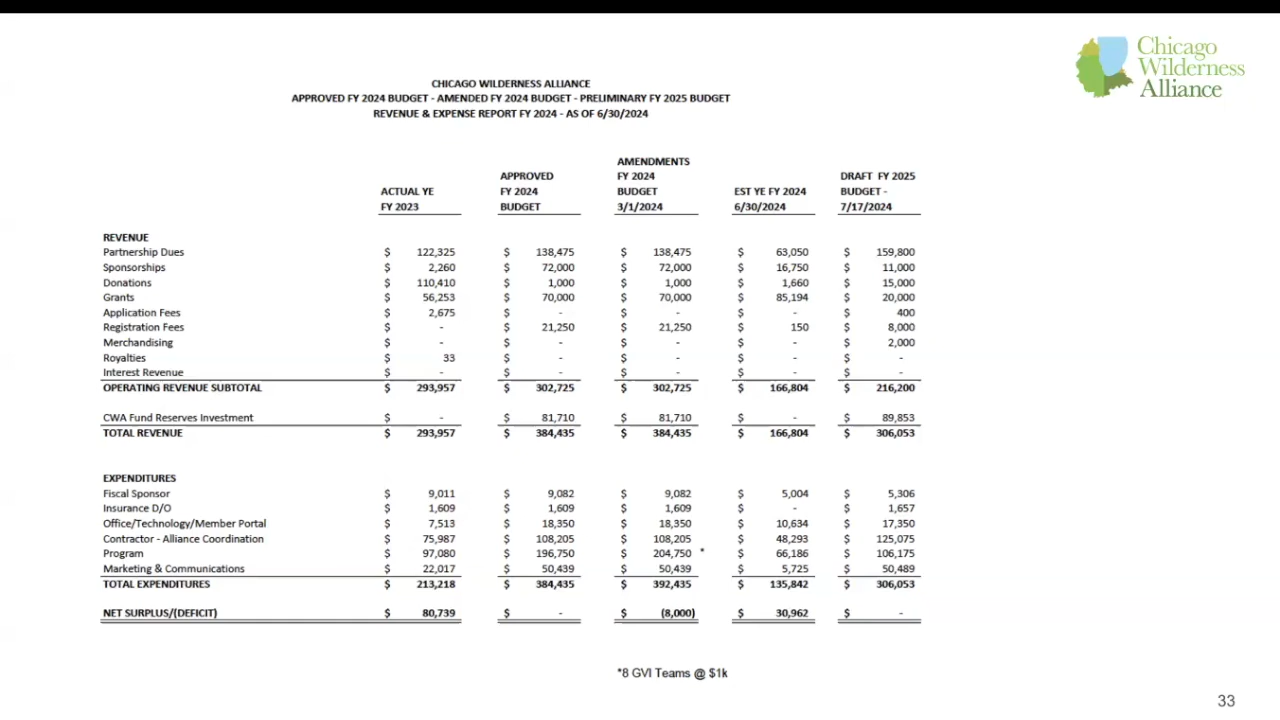 Chicago
Wilderness
Alliance
CHICAGO WILDERNESS ALLIANCE
APPROVED FY 2024 BUDGET - AMENDED FY 2024 BUDGET - PRELIMINARY FY 2025 BUDGET
REVENUE & EXPENSE REPORT FY 2024 - AS OF 6/30/2024
AMENDMENTS
APPROVED FY 2024 DRAFT FY 2025
ACTUAL YE FY 2024 BUDGET EST YE FY 2024 BUDGET -
FY 2023 BUDGET 3/1/2024 6/30/2024 7/17/2024
REVENUE
Partnership Dues $ 122,325 $ 138,475 $ 138,475 $ 63,050 $ 159,800
Sponsorships $ 2,260 $ 72,000 $ 72,000 $ 16,750 $ 11,000
Donations $ 110,410 $ 1,000 $ 1,000 $ 1,660 $ 15,000
Grants $ 56,253 $ 70,000 $ 70,000 $ 85,194 $ 20,000
Application Fees $ 2,675 $ - $ - $ - $ 400
Registration Fees $ - $ 21,250 $ 21,250 $ 150 $ 8,000
Merchandising $ - $ - $ - $ - $ 2,000
Royalties $ 33 $ - $ - $ - $ -
Interest Revenue $ - $ - $ - $ - $ -
OPERATING REVENUE SUBTOTAL $ 293,957 $ 302,725 $ 302,725 $ 166,804 $ 216,200
CWA Fund Reserves Investment $ - $ 81,710 $ 81,710 $ - $ 89,853
TOTAL REVENUE $ 293,957 $ 384,435 $ 384,435 $ 166,804 $ 306,053
EXPENDITURES
Fiscal Sponsor $ 9,011 $ 9,082 $ 9,082 $ 5,004 $ 5,306
Insurance D/O $ 1,609 $ 1,609 $ 1,609 $ - $ 1,657
Office/Technology/Member Portal $ 7,513 $ 18,350 $ 18,350 $ 10,634 $ 17,350
Contractor - Alliance Coordination $ 75,987 $ 108,205 $ 108,205 $ 48,293 $ 125,075
Program $ 97,080 $ 196,750 $ 204,750 * $ 66,186 $ 106,175
Marketing & Communications $ 22,017 $ 50,439 $ 50,439 $ 5,725 $ 50,489
TOTAL EXPENDITURES $ 213,218 $ 384,435 $ 392,435 $ 135,842 $ 306,053
NET SURPLUS/(DEFICIT) $ 80,739 $ - $ (8,000) $ 30,962 $ -
*8 GVI Teams @ $1k
33